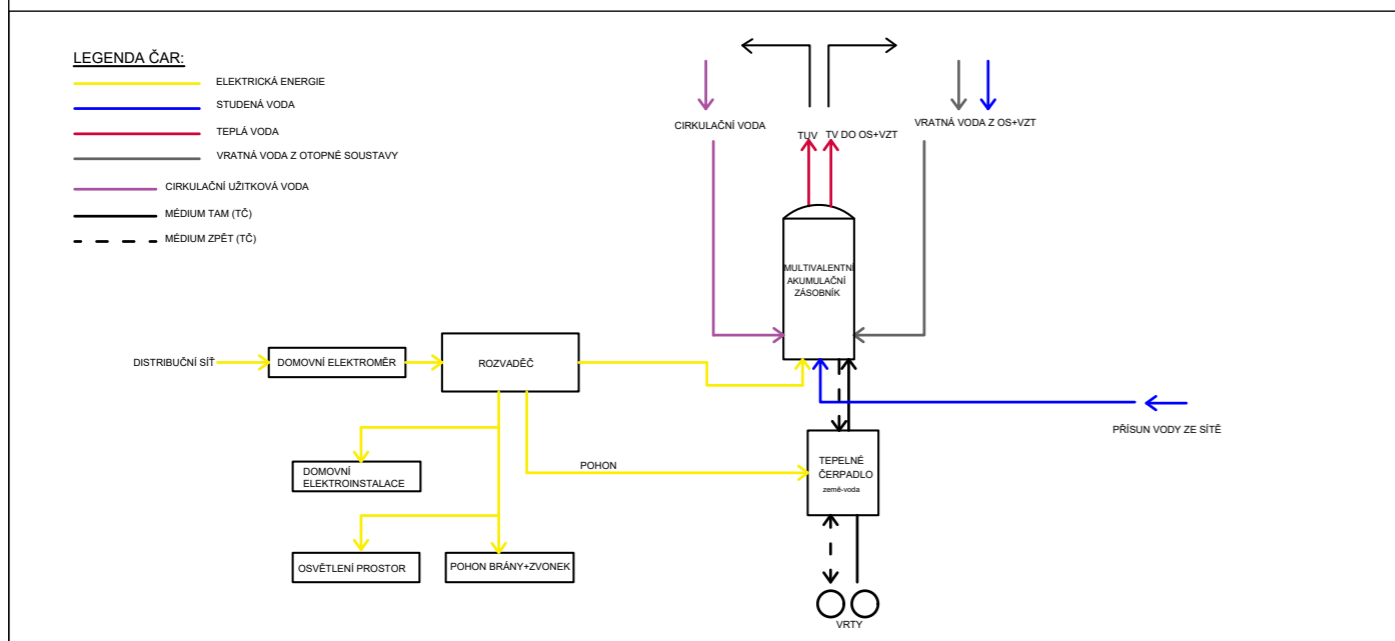 LEGENDA ČAR:
ELEKTRICKÁ ENERGIE
STUDENÁ VODA
TEPLÁ VODA
VRATNÁ VODA Z OTOPNÉ SOUSTAVY
CIRKULAČNÍ UŽITKOVÁ VODA
MÉDIUM TAM (TČ)
MÉDIUM ZPĚT (TČ)
CIRKULAČNÍ VODA
TUV
TV DO OS+VZT
VRATNÁ VODA Z OS+VZT
MULTIVALENTNÍ
AKUMULAČNÍ
ZÁSOBNÍK
DISTRIBUČNÍ SÍŤ
DOMOVNÍ ELEKTROMĚR
ROZVADĚČ
PŘÍSUN VODY ZE SÍTĚ
POHON
TEPELNÉ
ČERPADLO
země-voda
DOMOVNÍ
ELEKTROINSTALACE
OSVĚTLENÍ PROSTOR
POHON BRÁNY+ZVONEK
VRTY